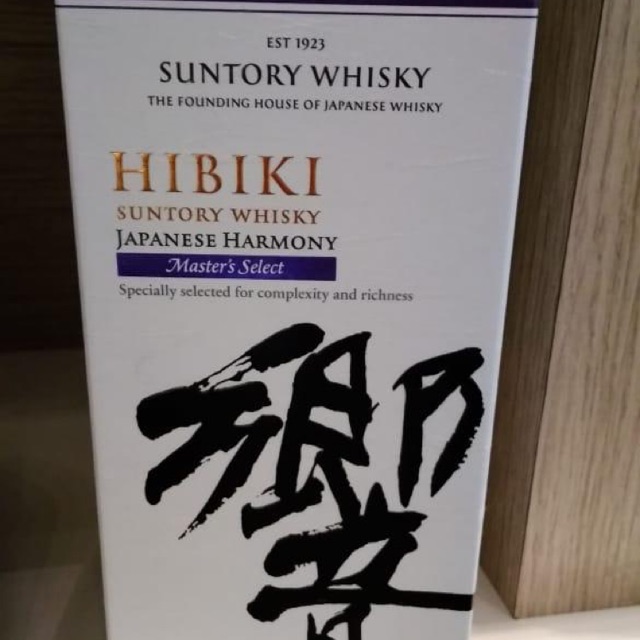 EST 1923
SUNTORY WHISKY
THE FOUNDING HOUSE OF JAPANESE WHISKY
HIBIKI
SUNTORY WHISKY
JAPANESE HARMONY
Master's Select
Specially selected for complexity and richness
響